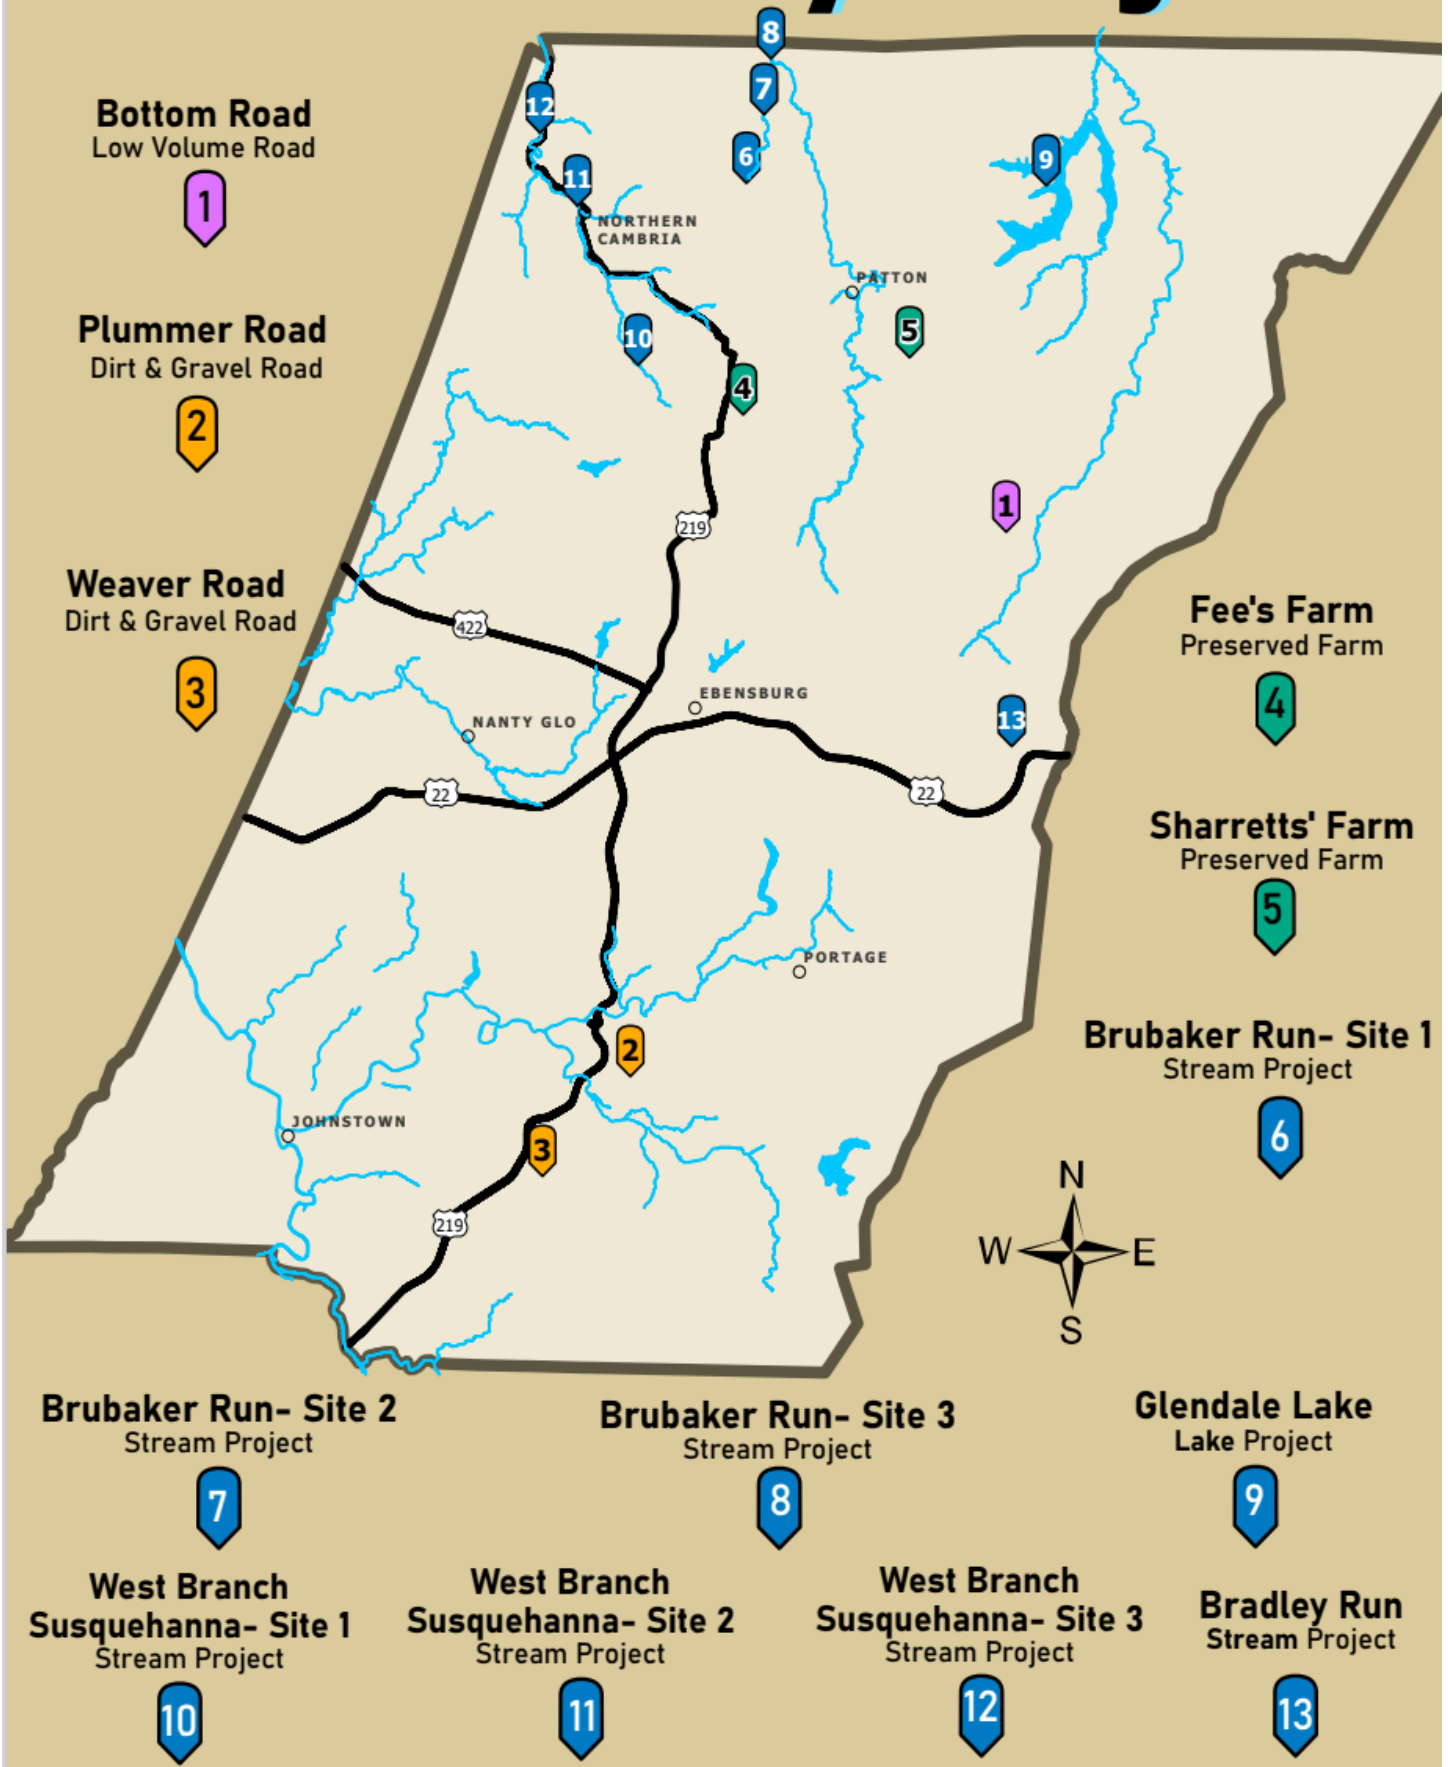 8
7
12
6
9
11
Bottom Road
Low Volume Road
1
NORTHERN
CAMBRIA
PATTON
5
10
4
Plummer Road
Dirt & Gravel Road
2
1
219
Weaver Road
Dirt & Gravel Road
3
422
EBENSBURG
NANTY GLO
13
22
22
Fee's Farm
Preserved Farm
4
Sharretts' Farm
Preserved Farm
5
PORTAGE
2
JOHNSTOWN
3
219
Brubaker Run- Site 1
Stream Project
6
N
W
E
S
Brubaker Run- Site 2
Stream Project
7
Brubaker Run- Site 3
Stream Project
8
Glendale Lake
Lake Project
9
West Branch
Susquehanna- Site 1
Stream Project
10
West Branch
Susquehanna- Site 2
Stream Project
11
West Branch
Susquehanna- Site 3
Stream Project
12
Bradley Run
Stream Project
13